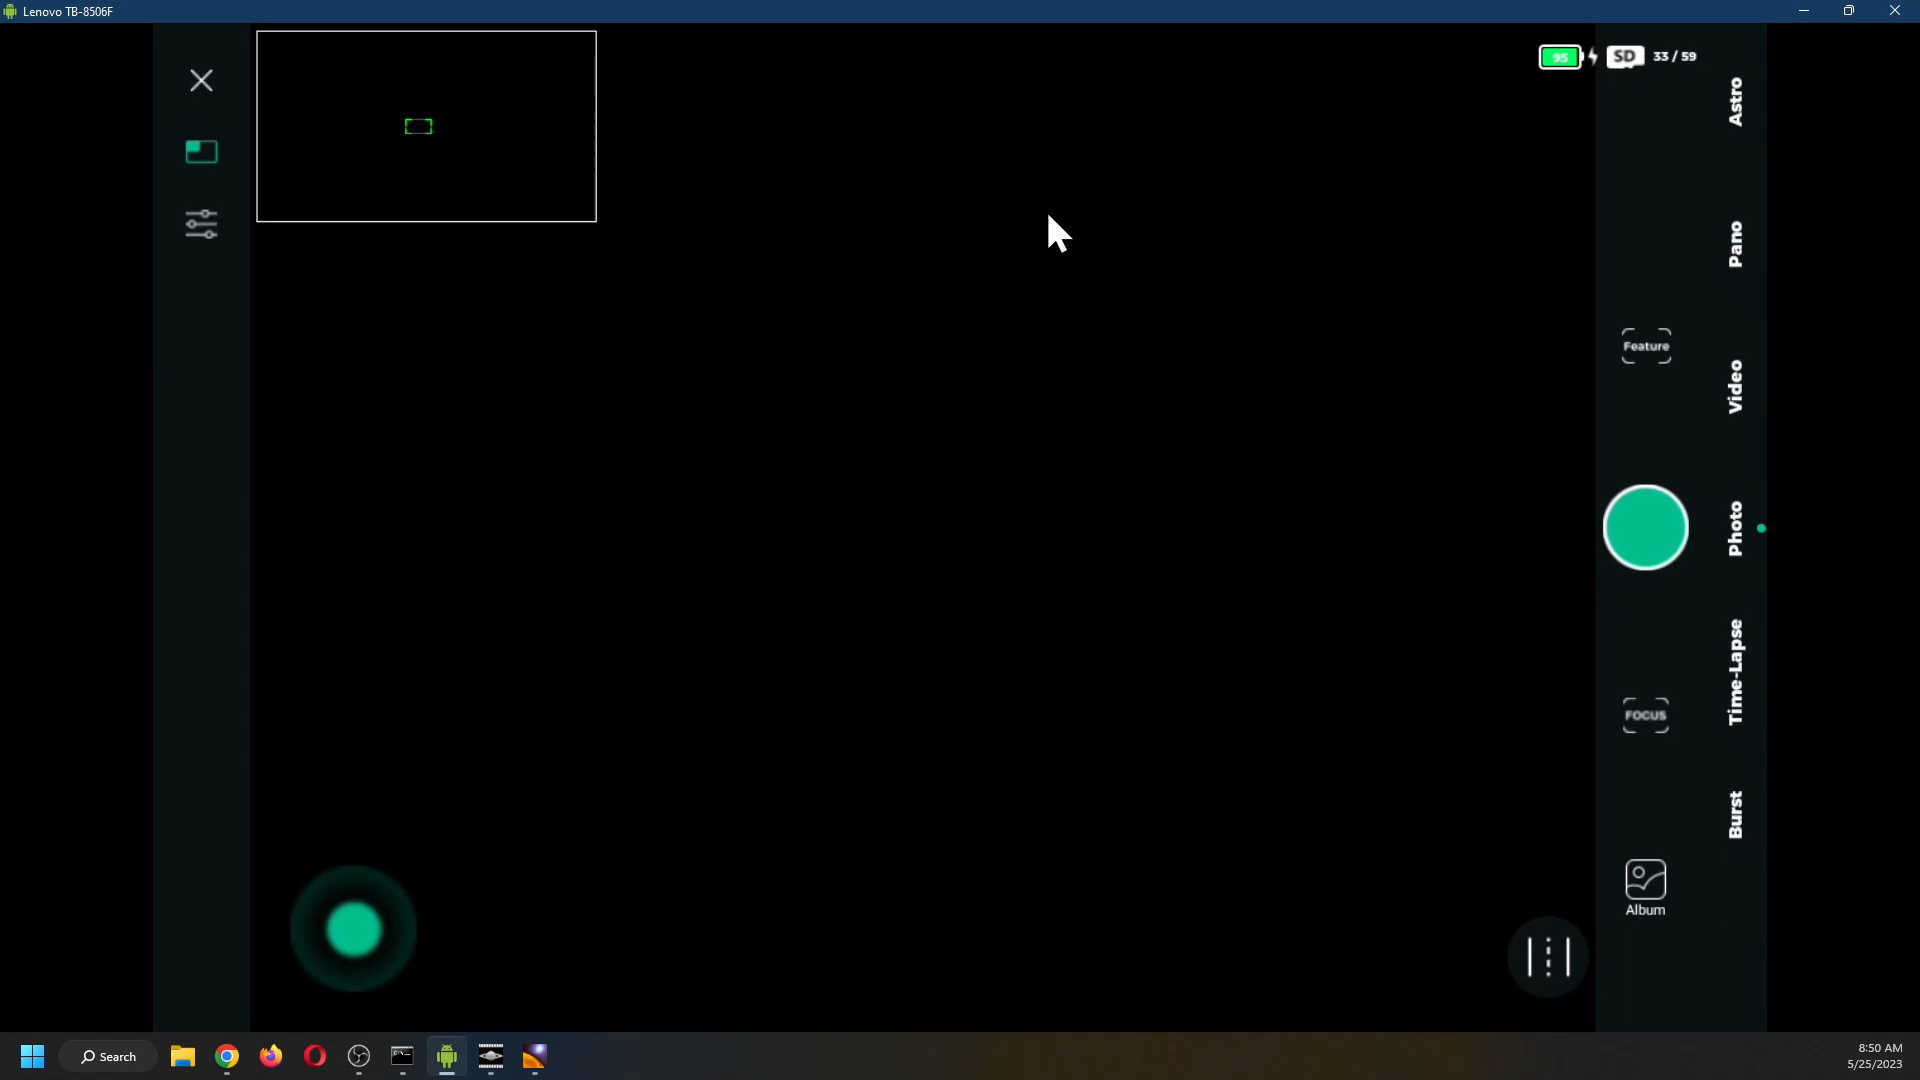 Lenovo TB-8506F
95
SD
33 / 59
Astro
Pano
Feature
Video
Photo
Time-Lapse
FOCUS
Burst
Album
Search
8:50 AM
5/25/2023